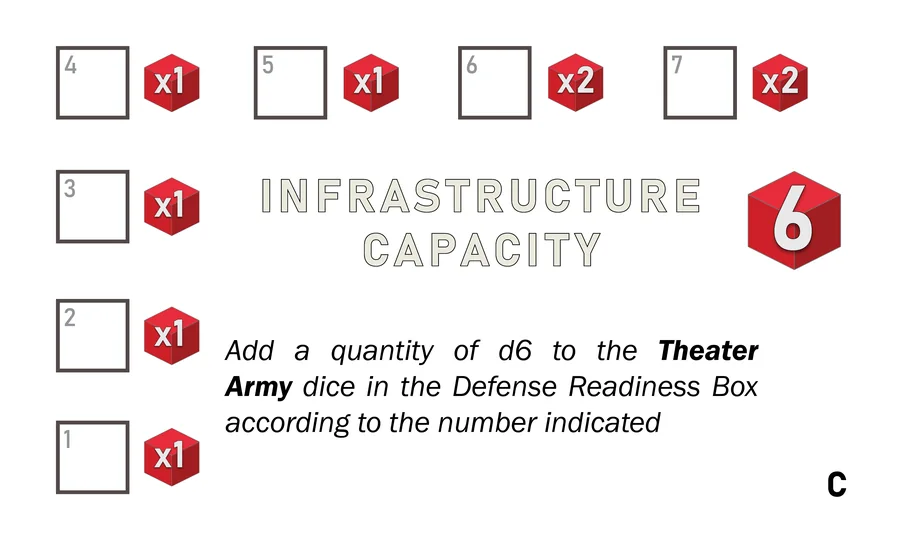 4 x1 5 x1 6 x2 7 x2
3 x1
INFRASTRUCTURE
CAPACITY
6
2 x1
Add a quantity of d6 to the Theater
Army dice in the Defense Readiness Box
according to the number indicated
1 x1
C